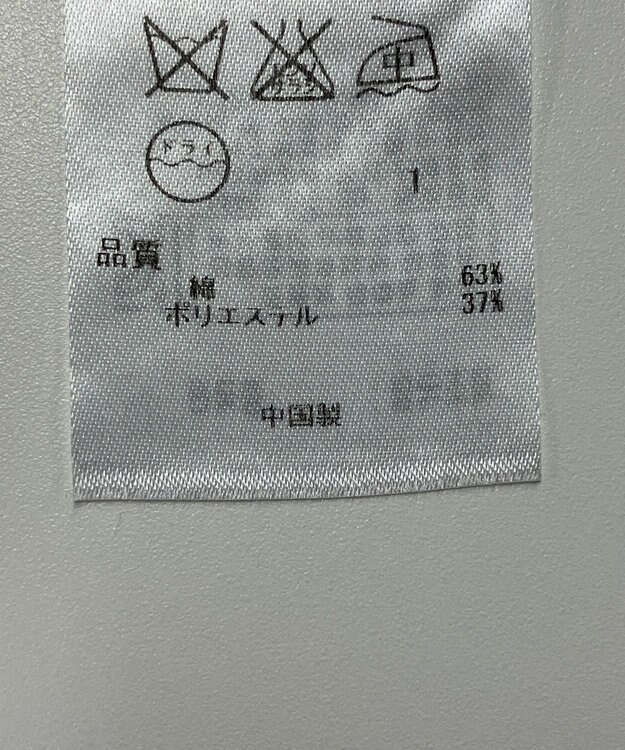 中
ドライ
1
品質
綿 63%
ポリエステル 37%
中国製